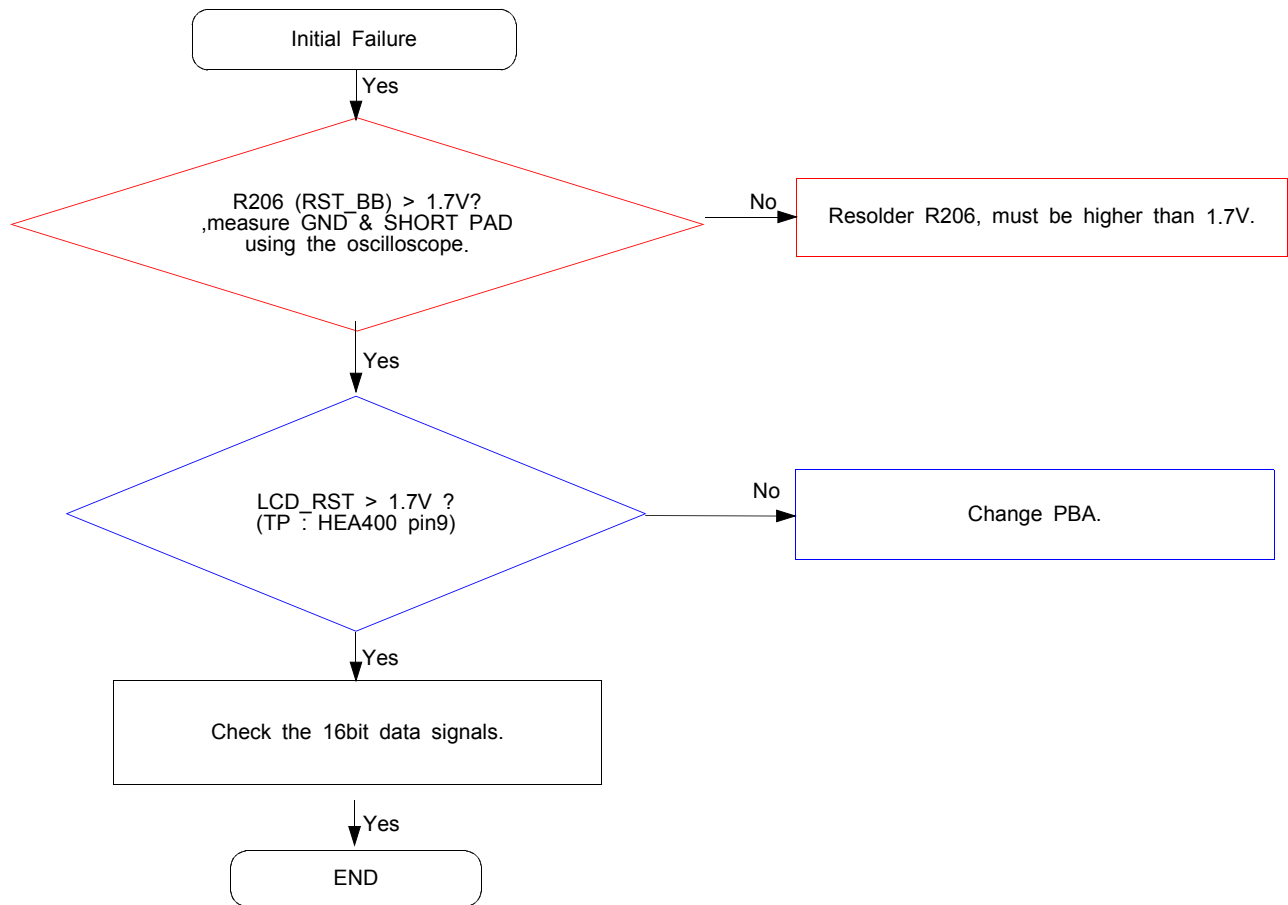 Initial Failure
Yes
R206 (RST_BB) > 1.7V?
,measure GND & SHORT PAD
using the oscilloscope.
No
Resolder R206, must be higher than 1.7V.
Yes
LCD_RST > 1.7V ?
(TP : HEA400 pin9)
No
Change PBA.
Yes
Check the 16bit data signals.
Yes
END